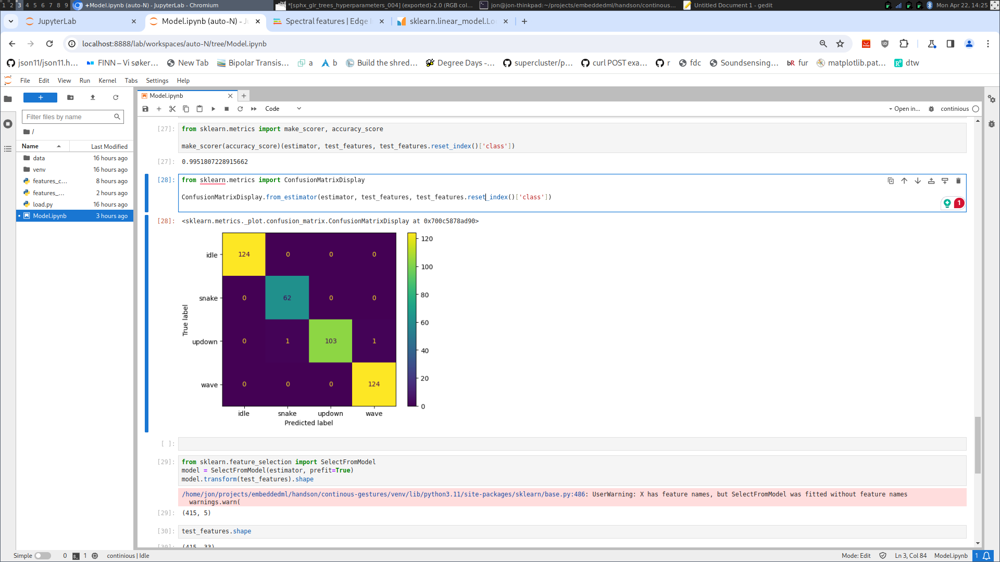 1 2 3 4 5 6 7 8 9 +Model.ipynb (auto-N) - JupyterLab - Chromium
*[sphx_glr_trees_hyperparameters_004] (exported)-2.0 (RGB col...
jon@jon-thinkpad:~/projects/embeddedml/handson/continous...
Untitled Document 1 - gedit
Mon Apr 22, 14:25
JupyterLab
Model.ipynb (auto-N) - J
Spectral features | Edge I
sklearn.linear_model.Lo
localhost:8888/lab/workspaces/auto-N/tree/Model.ipynb
json11/json11.h...
FINN – Vi søker...
New Tab
Bipolar Transis...
a
b
Build the shred...
Degree Days -...
supercluster/p...
curl POST exa...
r
fdc
Soundsensing...
bR fur
matplotlib.pat...
dtw
File Edit View Run Kernel Tabs Settings Help
Model.ipynb
Filter files by name
Code
Open in...
continious
/
Name Last Modified
data 16 hours ago
venv 16 hours ago
features_c... 8 hours ago
features_... 2 hours ago
load.py 16 hours ago
Model.ipynb 3 hours ago
[27]: from sklearn.metrics import make_scorer, accuracy_score
make_scorer(accuracy_score)(estimator, test_features, test_features.reset_index()['class'])
[27]: 0.9951807228915662
[28]: from sklearn.metrics import ConfusionMatrixDisplay
ConfusionMatrixDisplay.from_estimator(estimator, test_features, test_features.reset_index()['class'])
1
[28]: <sklearn.metrics._plot.confusion_matrix.ConfusionMatrixDisplay at 0x700c5878ad90>
idle 124 0 0 0
snake 0 62 0 0
updown 0 1 103 1
wave 0 0 0 124
True label
idle snake updown wave
Predicted label
120
100
80
60
40
20
0
[ ]:
[29]: from sklearn.feature_selection import SelectFromModel
model = SelectFromModel(estimator, prefit=True)
model.transform(test_features).shape
/home/jon/projects/embeddedml/handson/continous-gestures/venv/lib/python3.11/site-packages/sklearn/base.py:486: UserWarning: X has feature names, but SelectFromModel was fitted without feature names
warnings.warn(
[29]: (415, 5)
[30]: test_features.shape
[30]: (415, 33)
Simple 0 1 continious | Idle
Mode: Edit Ln 3, Col 84 Model.ipynb 1